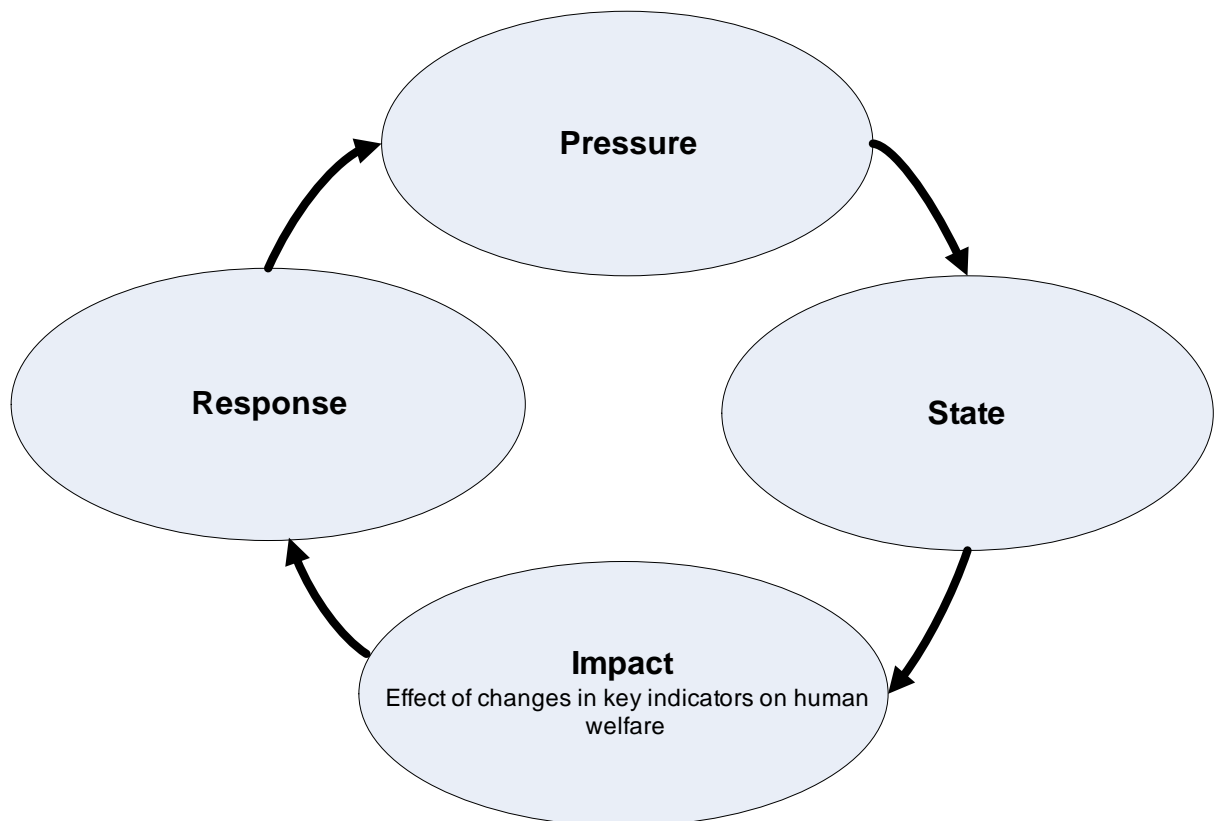 Pressure
Response
State
Impact
Effect of changes in key indicators on human
welfare